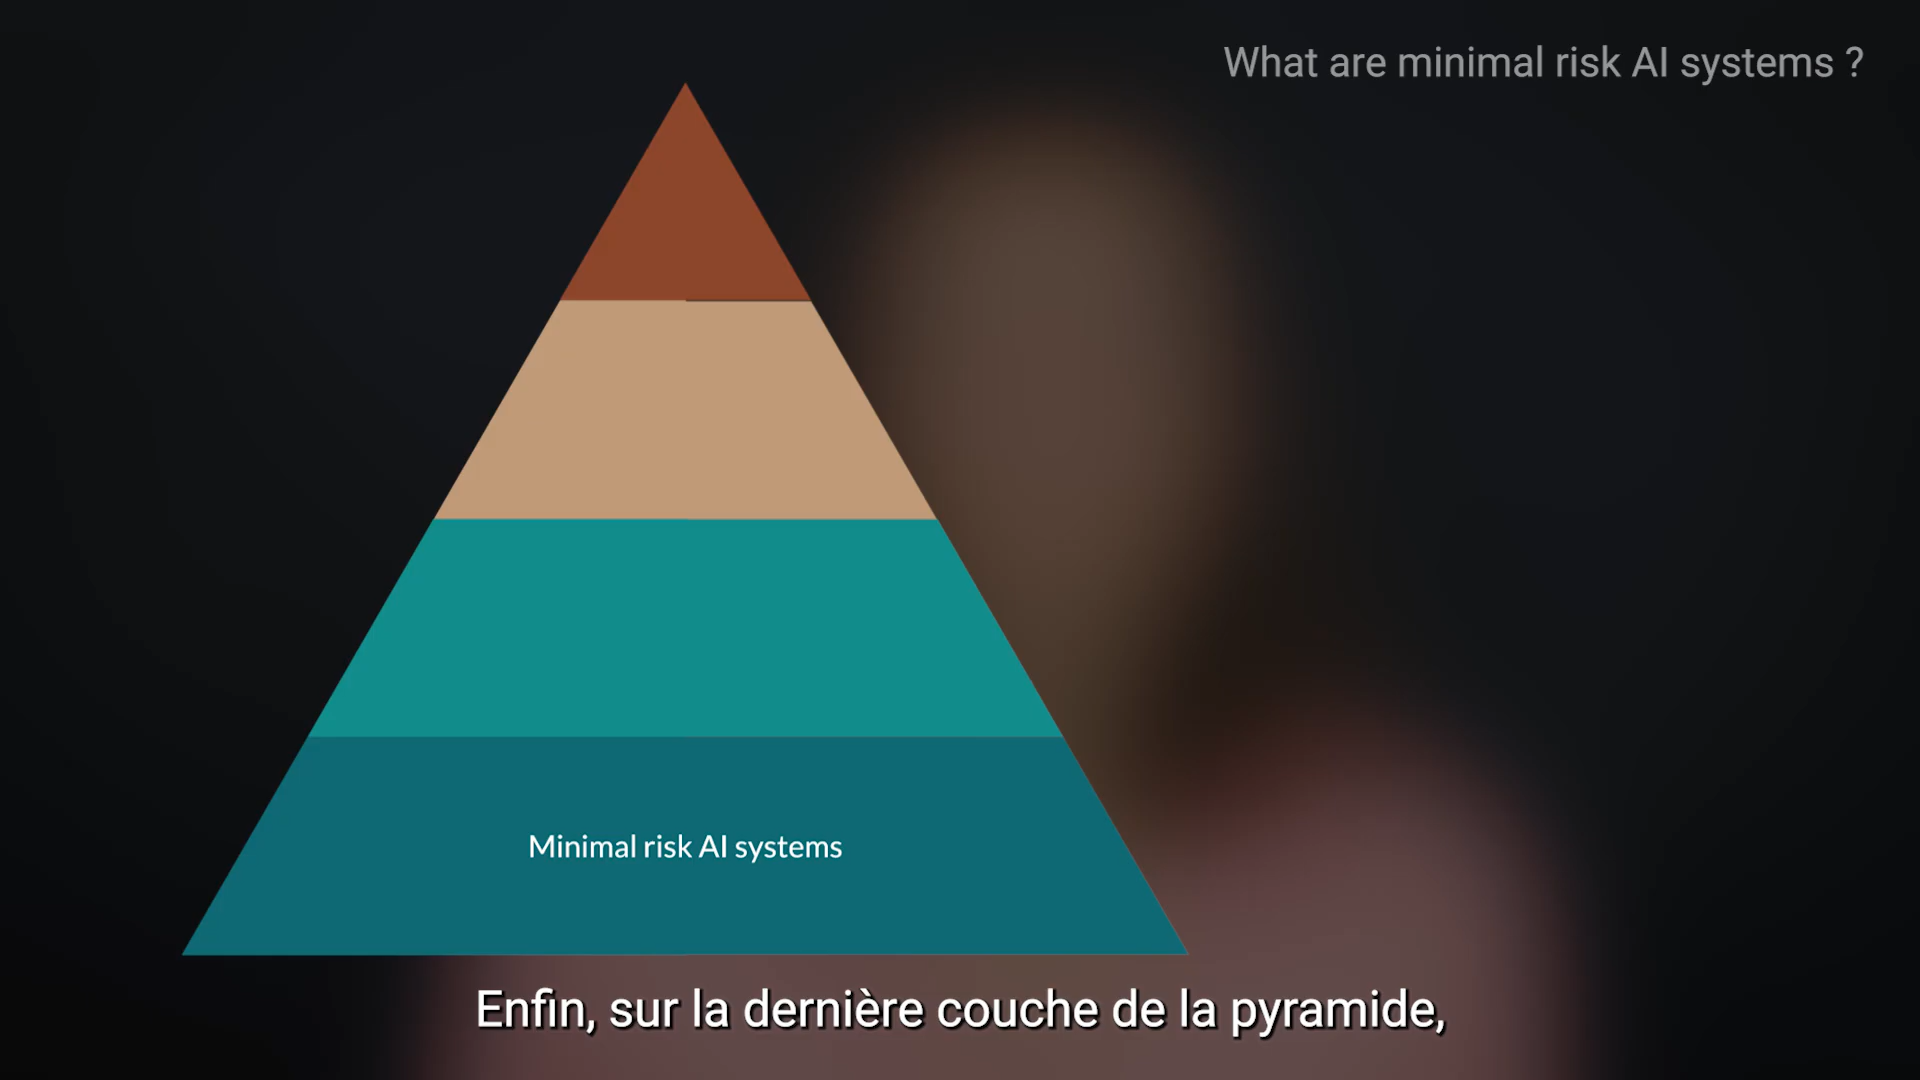 What are minimal risk AI systems ?
Minimal risk AI systems
Enfin, sur la dernière couche de la pyramide,